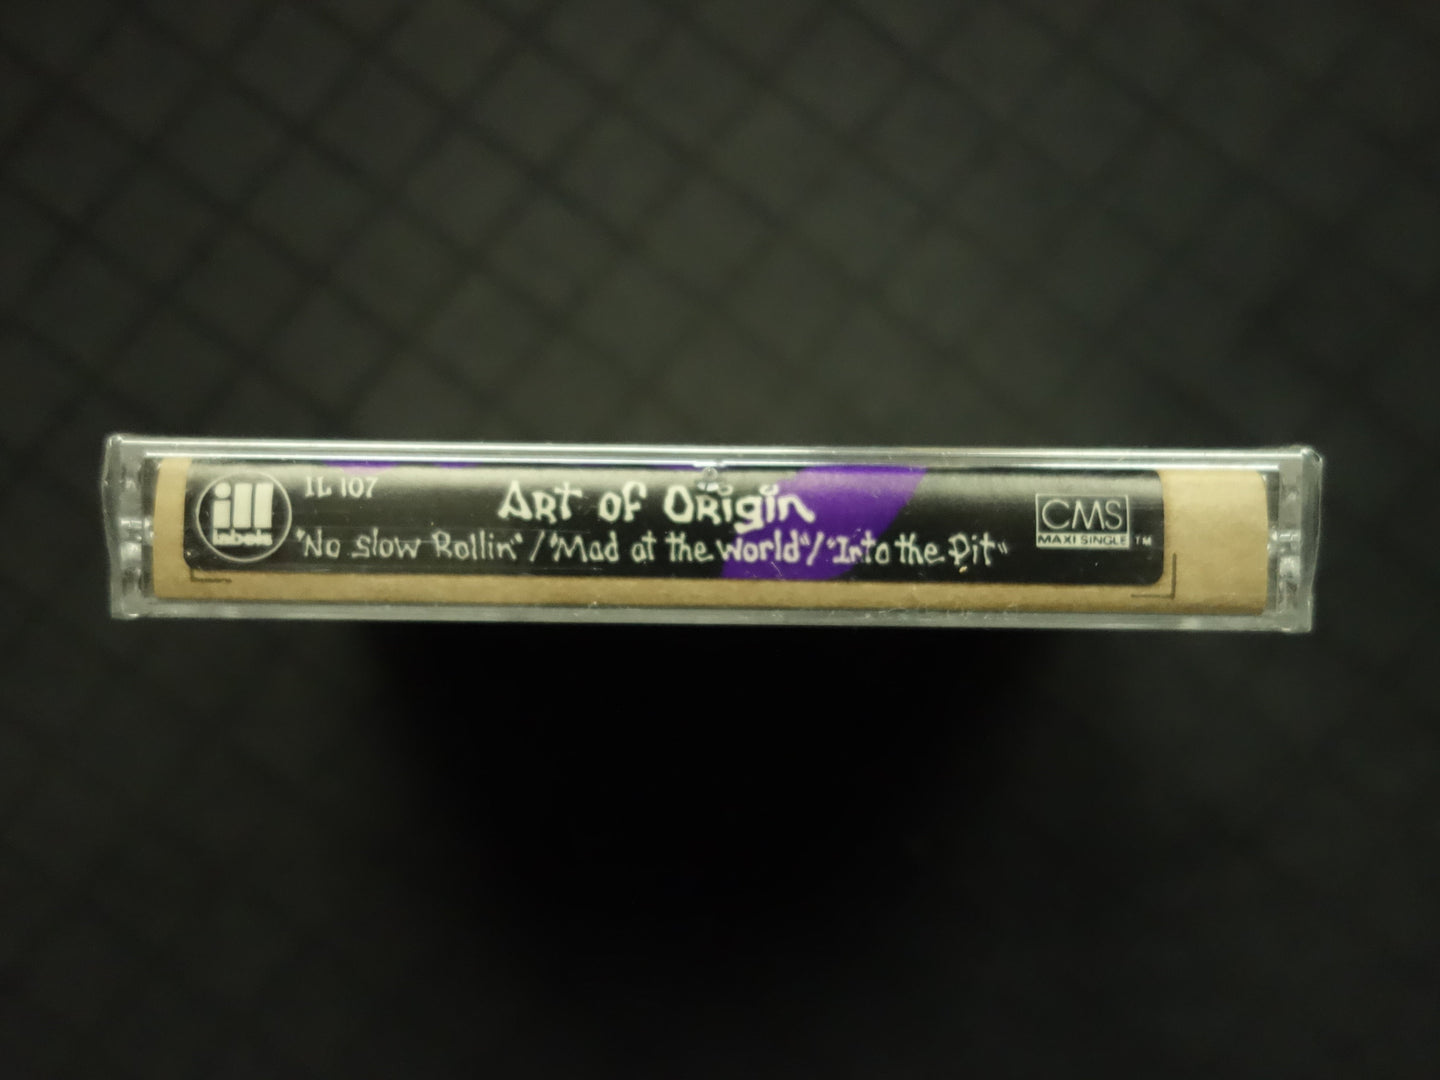 ill
Labels
IL 107
ART of ORigin
"No Slow Rollin" / "Mad at the World" / "Into the Pit"
CMS
MAXI SINGLE TM